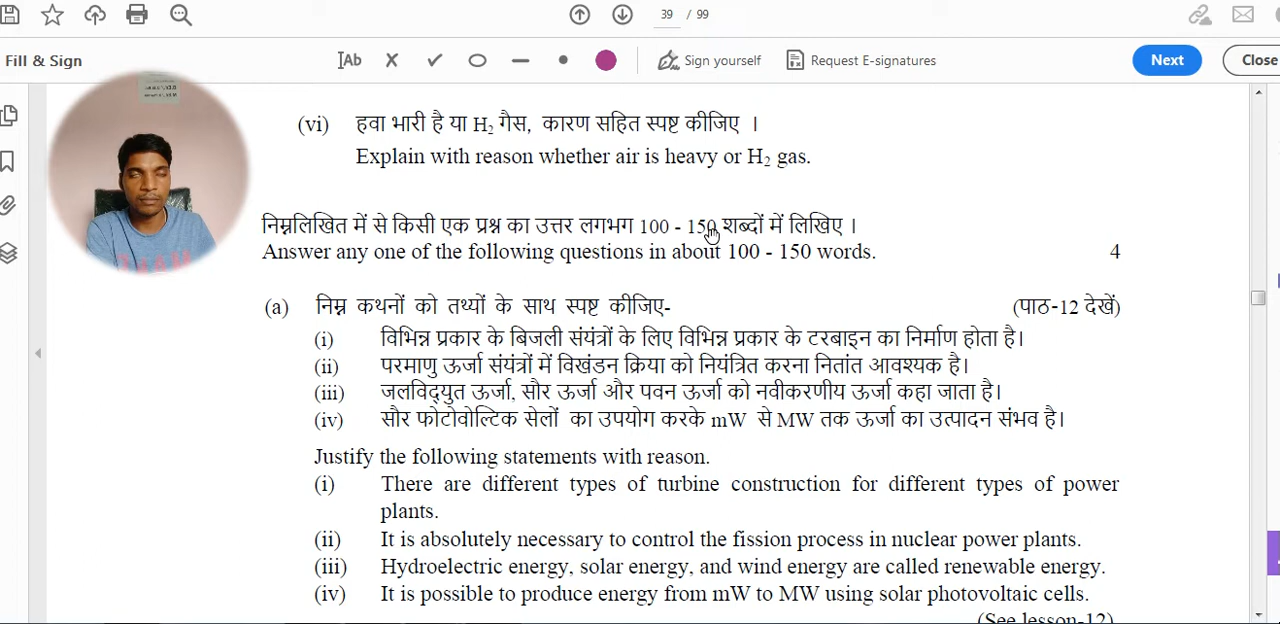 39 / 99
Fill & Sign
Ab
Sign yourself
Request E-signatures
Next
Close
(vi) हवा भारी है या H₂ गैस, कारण सहित स्पष्ट कीजिए ।
Explain with reason whether air is heavy or H₂ gas.
निम्नलिखित में से किसी एक प्रश्न का उत्तर लगभग 100 - 150 शब्दों में लिखिए ।
Answer any one of the following questions in about 100 - 150 words. 4
(a) निम्न कथनों को तथ्यों के साथ स्पष्ट कीजिए- (पाठ-12 देखें)
(i) विभिन्न प्रकार के बिजली संयंत्रों के लिए विभिन्न प्रकार के टरबाइन का निर्माण होता है।
(ii) परमाणु ऊर्जा संयंत्रों में विखंडन क्रिया को नियंत्रित करना नितांत आवश्यक है।
(iii) जलविद्युत ऊर्जा, सौर ऊर्जा और पवन ऊर्जा को नवीकरणीय ऊर्जा कहा जाता है।
(iv) सौर फोटोवोल्टिक सेलों का उपयोग करके mW से MW तक ऊर्जा का उत्पादन संभव है।
Justify the following statements with reason.
(i) There are different types of turbine construction for different types of power
plants.
(ii) It is absolutely necessary to control the fission process in nuclear power plants.
(iii) Hydroelectric energy, solar energy, and wind energy are called renewable energy.
(iv) It is possible to produce energy from mW to MW using solar photovoltaic cells.
(See lesson-12)